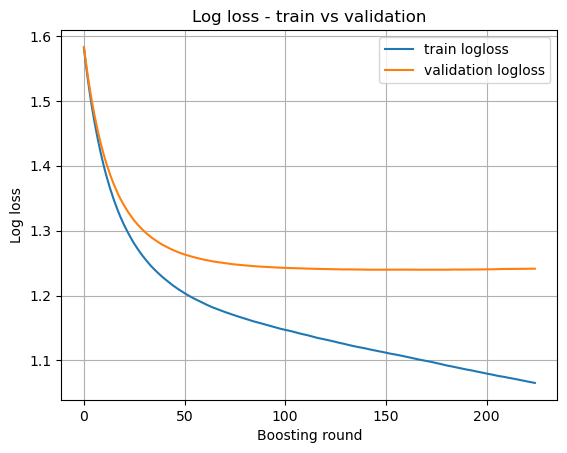 Log loss - train vs validation
train logloss
validation logloss
Log loss
1.6
1.5
1.4
1.3
1.2
1.1
0
50
100
150
200
Boosting round